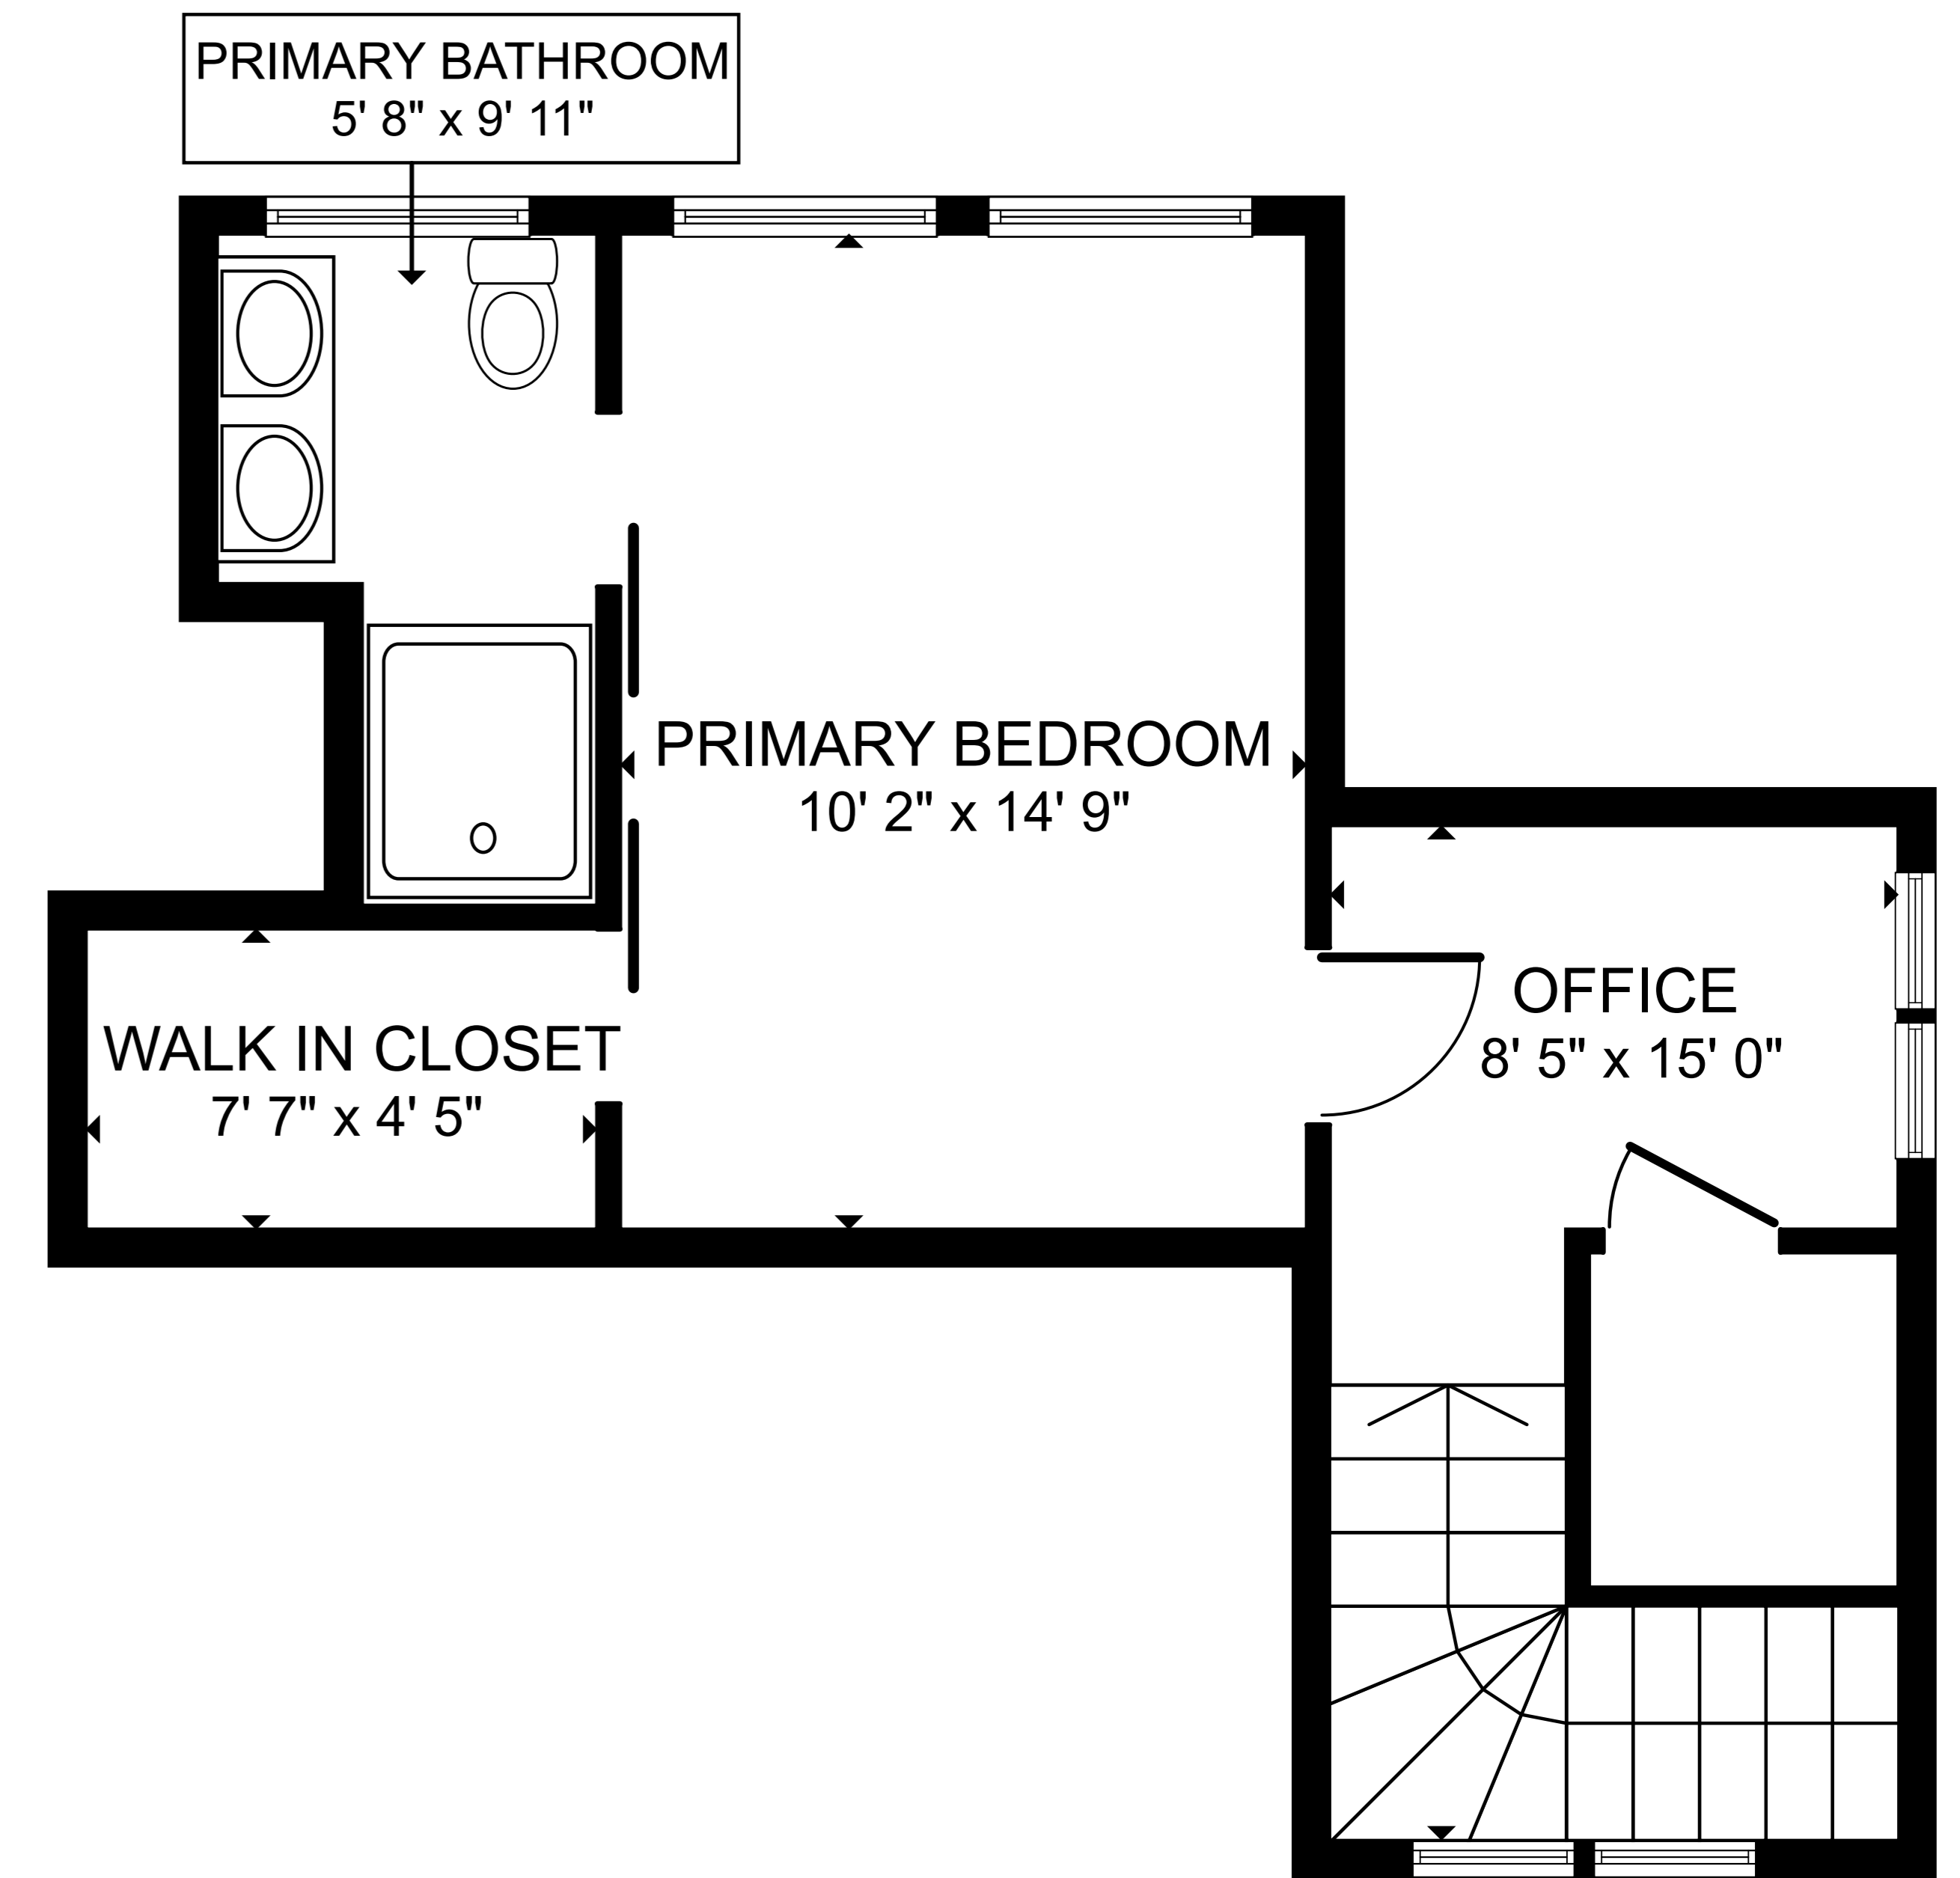 PRIMARY BATHROOM
5' 8" x 9' 11"
PRIMARY BEDROOM
10' 2" x 14' 9"
OFFICE
8' 5" x 15' 0"
WALK IN CLOSET
7' 7" x 4' 5"